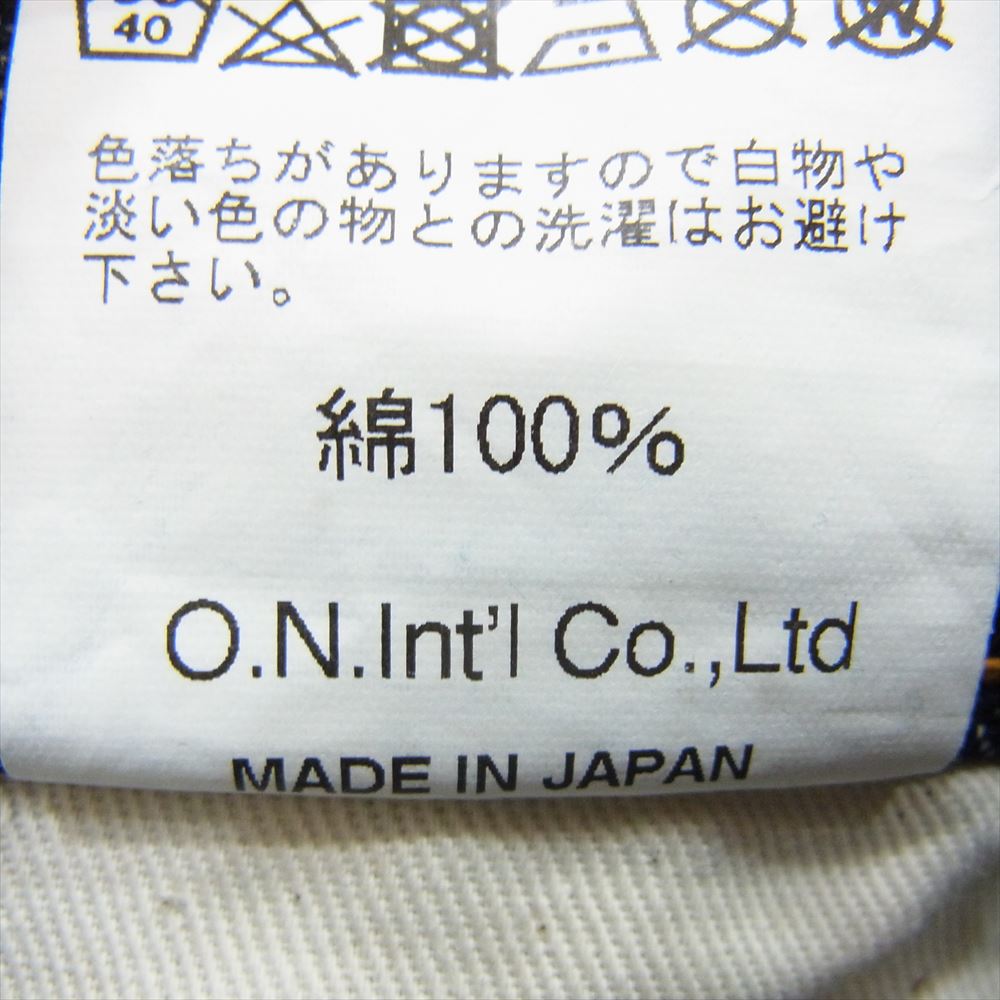 40
色落ちがありますので白物や
淡い色の物との洗濯はお避け
下さい。
綿100%
O.N.Int'l Co.,Ltd
MADE IN JAPAN